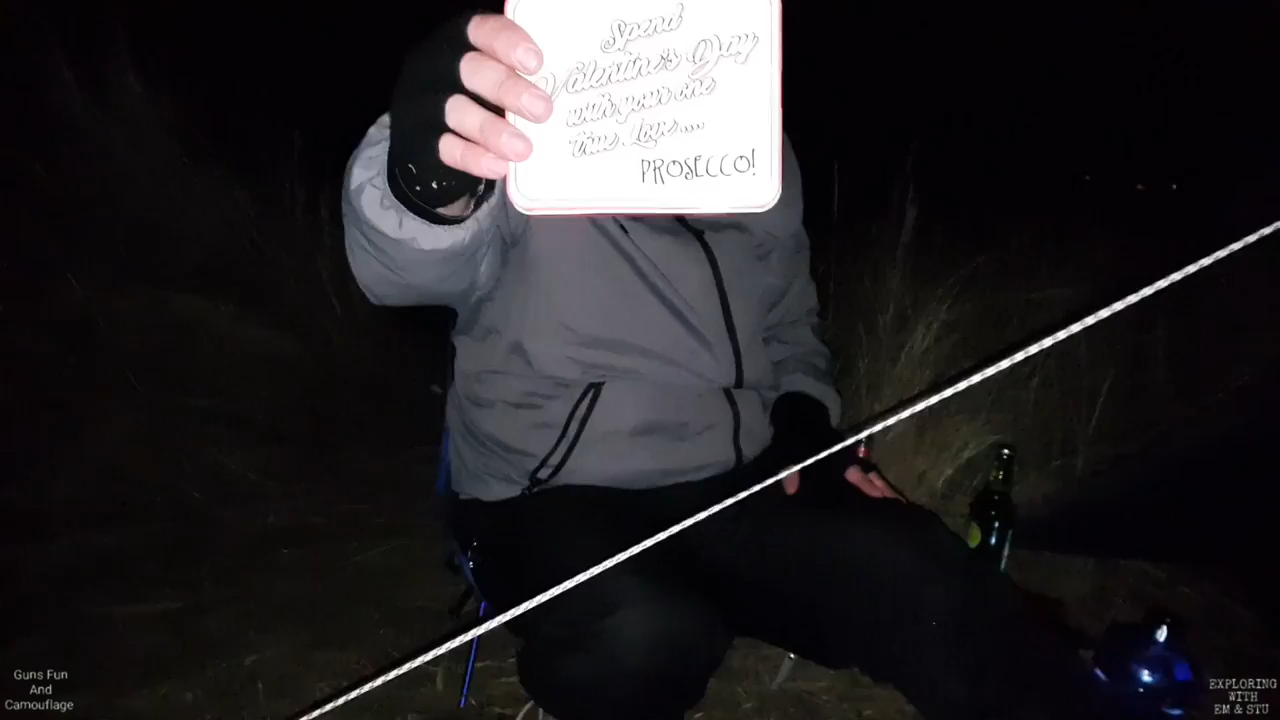 Spend
Valentine's Day
with your one
true Love....
PROSECCO!
Guns Fun
And
Camouflage
EXPLORING
WITH
EM & STU